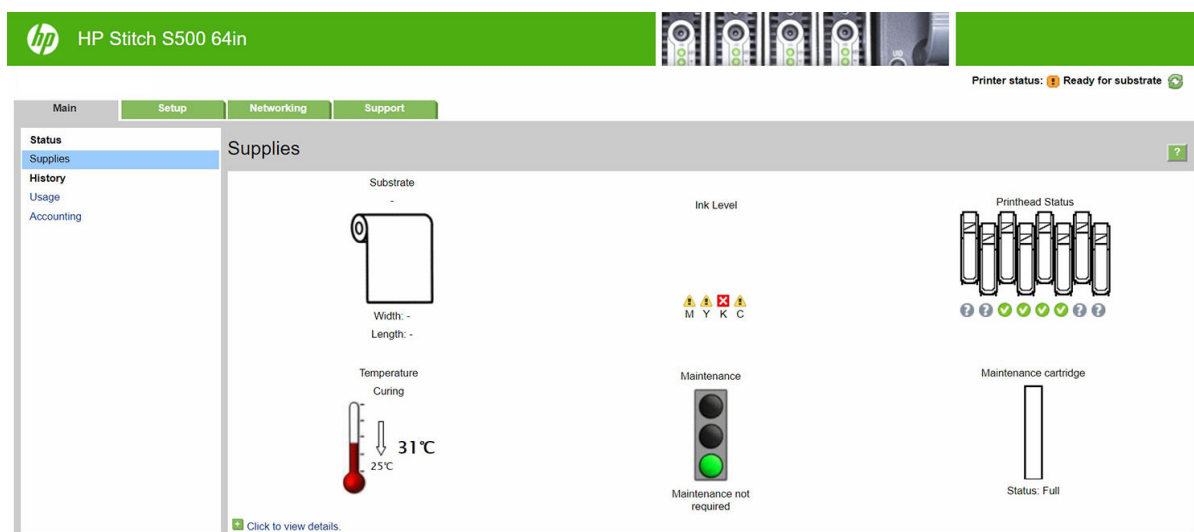 hp HP Stitch S500 64in
Printer status: Ready for substrate
Main Setup Networking Support
Status
Supplies
History
Usage
Accounting
Supplies
?
Substrate
-
Width: -
Length: -
Ink Level
M Y K C
Printhead Status
? ? ? ?
Temperature
Curing
31°C
25°C
Maintenance
Maintenance not
required
Maintenance cartridge
Status: Full
Click to view details.